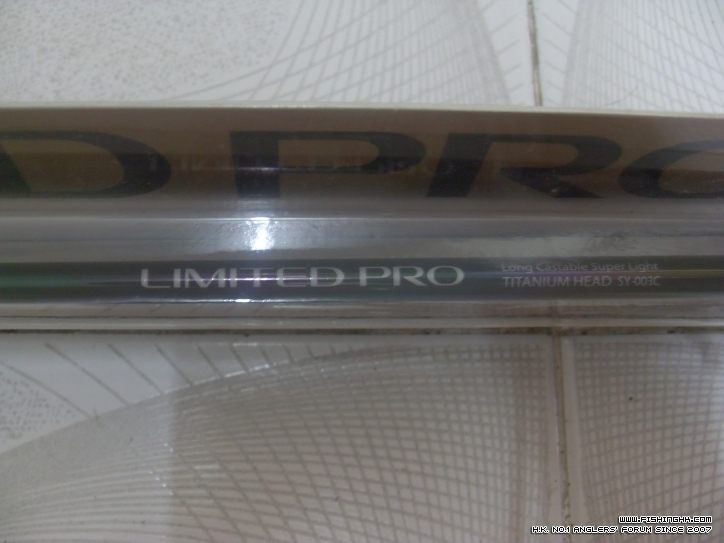 D PRO
LIMITED PRO
Long Castable Super Light
TITANIUM HEAD SY-003C
WWW.FISHINGHK.COM
H.K. NO.1 ANGLERS' FORUM SINCE 2007